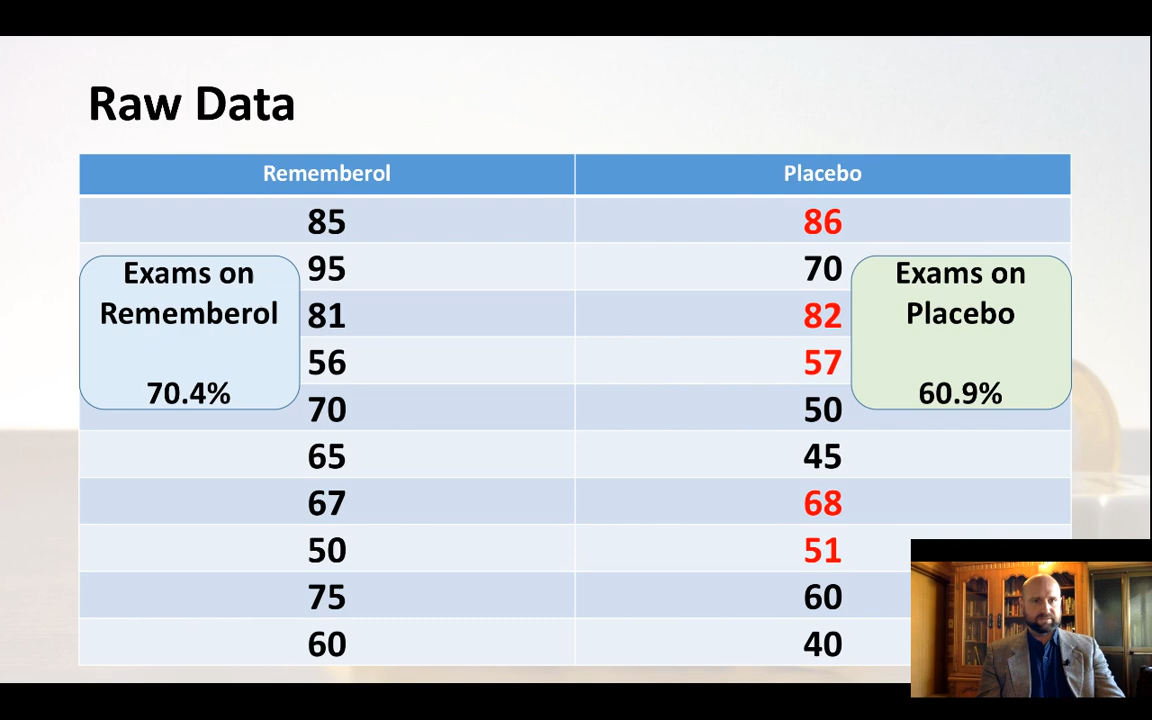 Raw Data
Rememberol Placebo
85 86
95 70
81 82
56 57
70 50
65 45
67 68
50 51
75 60
60 40
Exams on
Rememberol
70.4%
Exams on
Placebo
60.9%